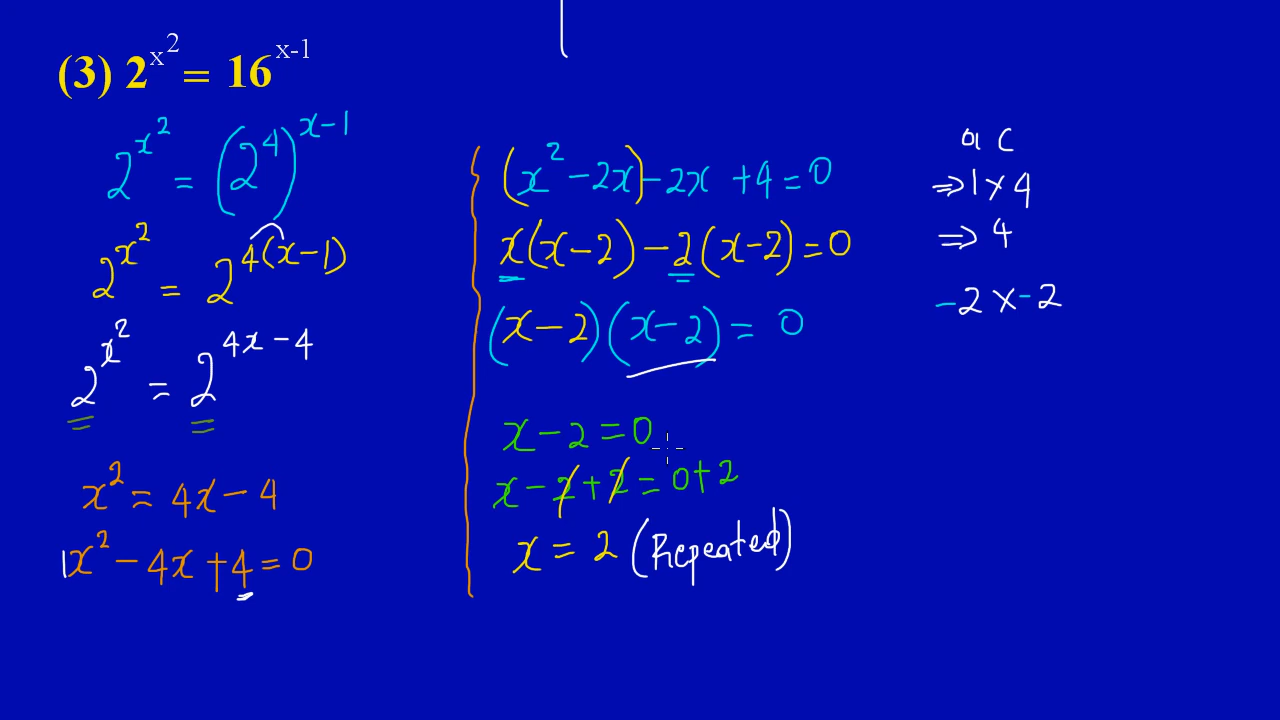 (3) 2^x^2 = 16^x-1
2^x^2 = (2^4)^x-1
2^x^2 = 2^4(x-1)
2^x^2 = 2^4x-4
x^2 = 4x-4
1x^2 - 4x + 4 = 0
(x^2 - 2x) - 2x + 4 = 0
x(x-2) - 2(x-2) = 0
(x-2)(x-2) = 0
x - 2 = 0
x - 2 + 2 = 0 + 2
x = 2 (Repeated)
a c
⇒ 1 × 4
⇒ 4
-2 × -2